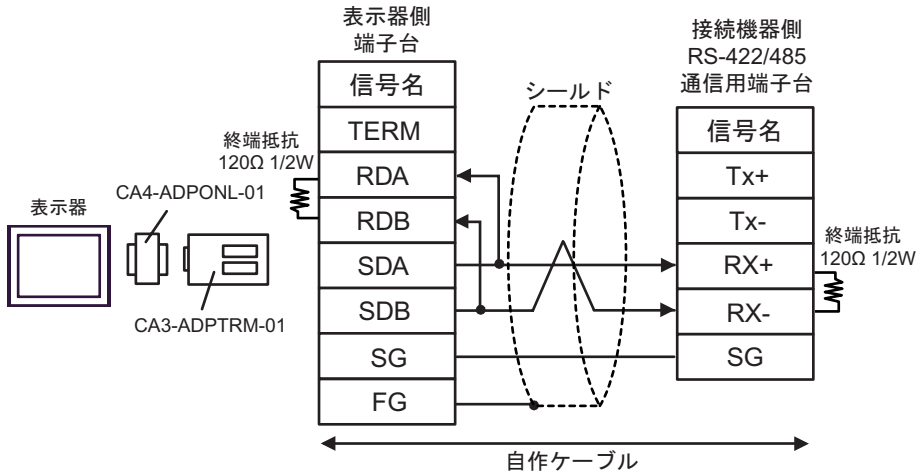 表示器側
端子台
信号名
TERM
RDA
RDB
SDA
SDB
SG
FG
終端抵抗
120Ω 1/2W
CA4-ADPONL-01
表示器
CA3-ADPTRM-01
シールド
接続機器側
RS-422/485
通信用端子台
信号名
Tx+
Tx-
RX+
RX-
SG
終端抵抗
120Ω 1/2W
自作ケーブル